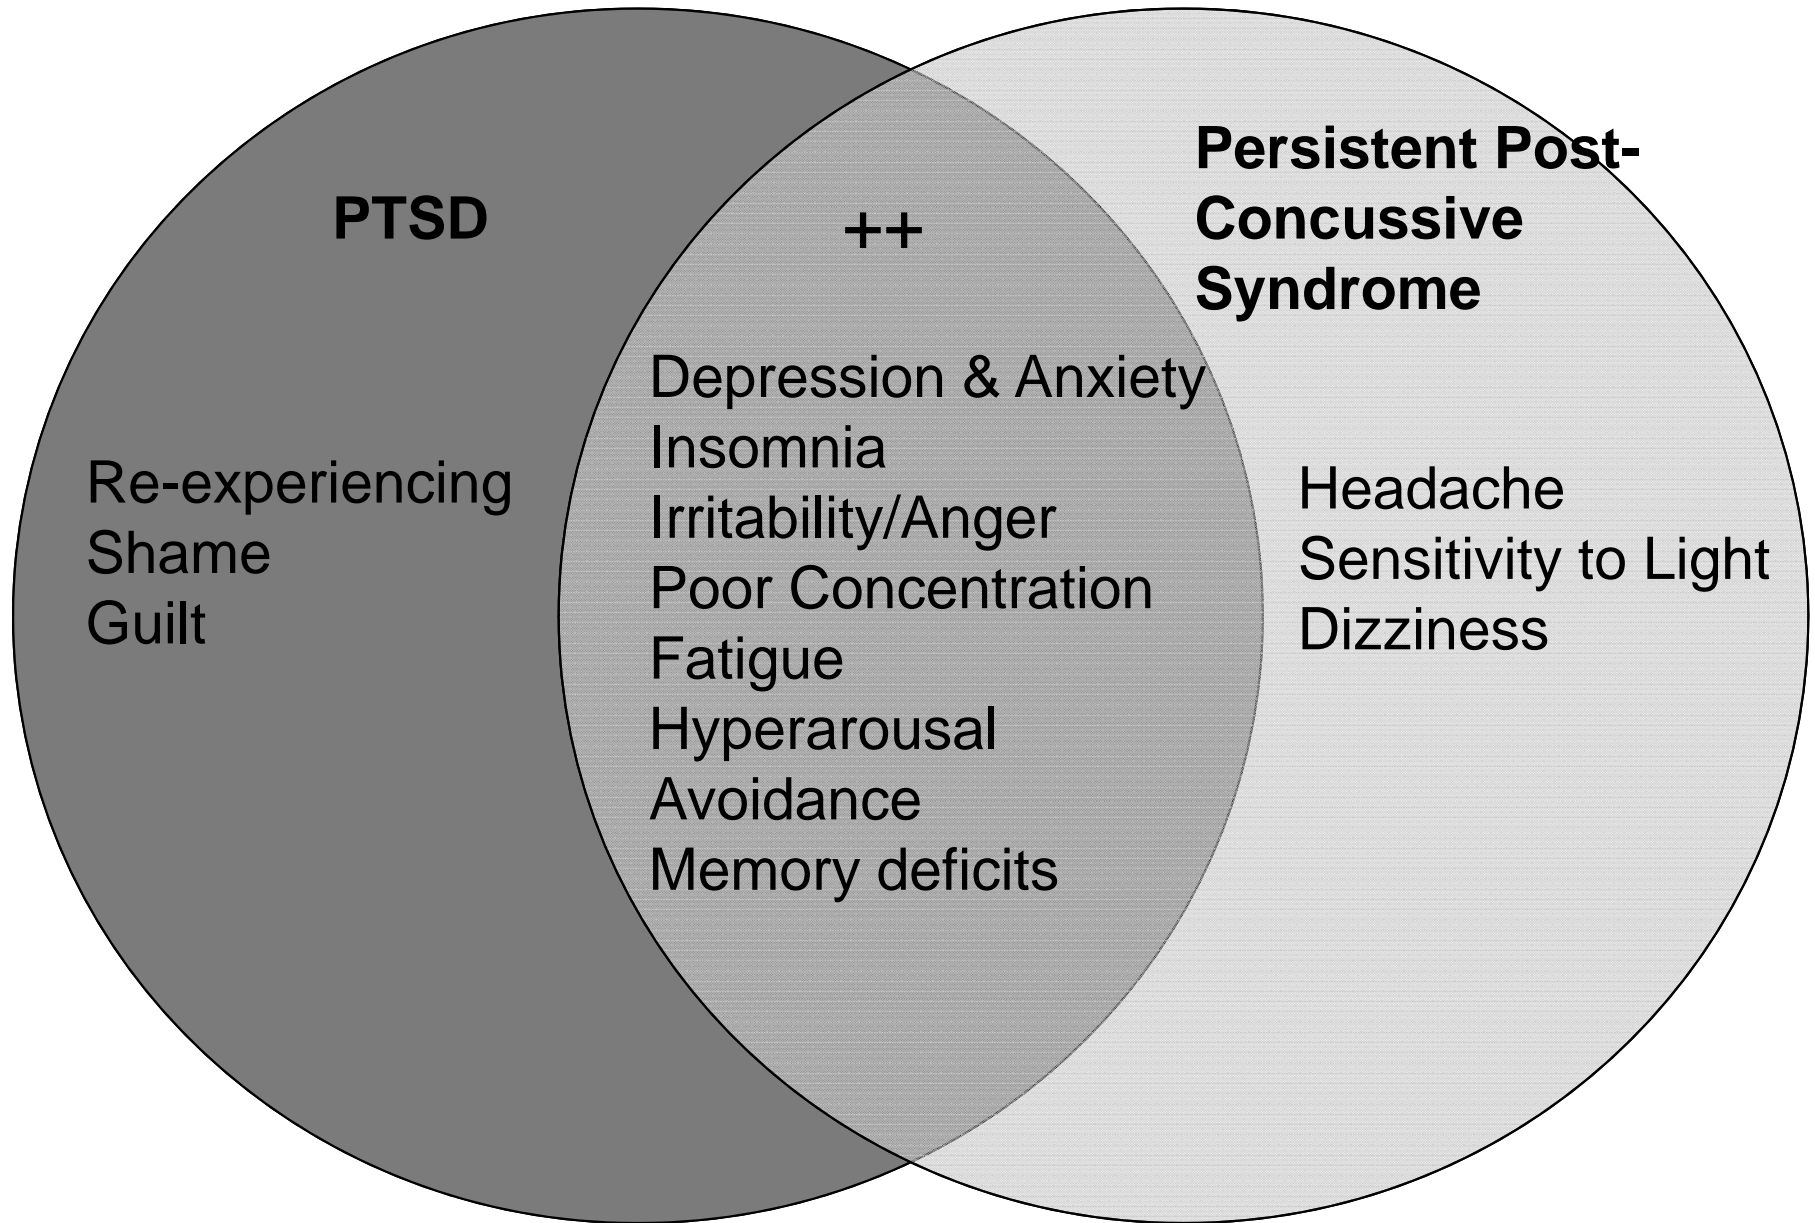 PTSD
Re-experiencing
Shame
Guilt
++
Depression & Anxiety
Insomnia
Irritability/Anger
Poor Concentration
Fatigue
Hyperarousal
Avoidance
Memory deficits
Persistent Post-
Concussive
Syndrome
Headache
Sensitivity to Light
Dizziness